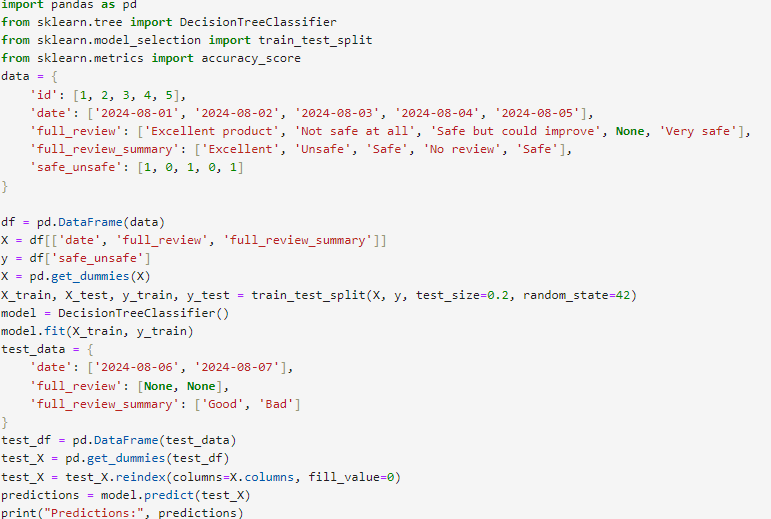 import pandas as pd
from sklearn.tree import DecisionTreeClassifier
from sklearn.model_selection import train_test_split
from sklearn.metrics import accuracy_score
data = {
    'id': [1, 2, 3, 4, 5],
    'date': ['2024-08-01', '2024-08-02', '2024-08-03', '2024-08-04', '2024-08-05'],
    'full_review': ['Excellent product', 'Not safe at all', 'Safe but could improve', None, 'Very safe'],
    'full_review_summary': ['Excellent', 'Unsafe', 'Safe', 'No review', 'Safe'],
    'safe_unsafe': [1, 0, 1, 0, 1]
}

df = pd.DataFrame(data)
X = df[['date', 'full_review', 'full_review_summary']]
y = df['safe_unsafe']
X = pd.get_dummies(X)
X_train, X_test, y_train, y_test = train_test_split(X, y, test_size=0.2, random_state=42)
model = DecisionTreeClassifier()
model.fit(X_train, y_train)
test_data = {
    'date': ['2024-08-06', '2024-08-07'],
    'full_review': [None, None],
    'full_review_summary': ['Good', 'Bad']
}
test_df = pd.DataFrame(test_data)
test_X = pd.get_dummies(test_df)
test_X = test_X.reindex(columns=X.columns, fill_value=0)
predictions = model.predict(test_X)
print("Predictions:", predictions)